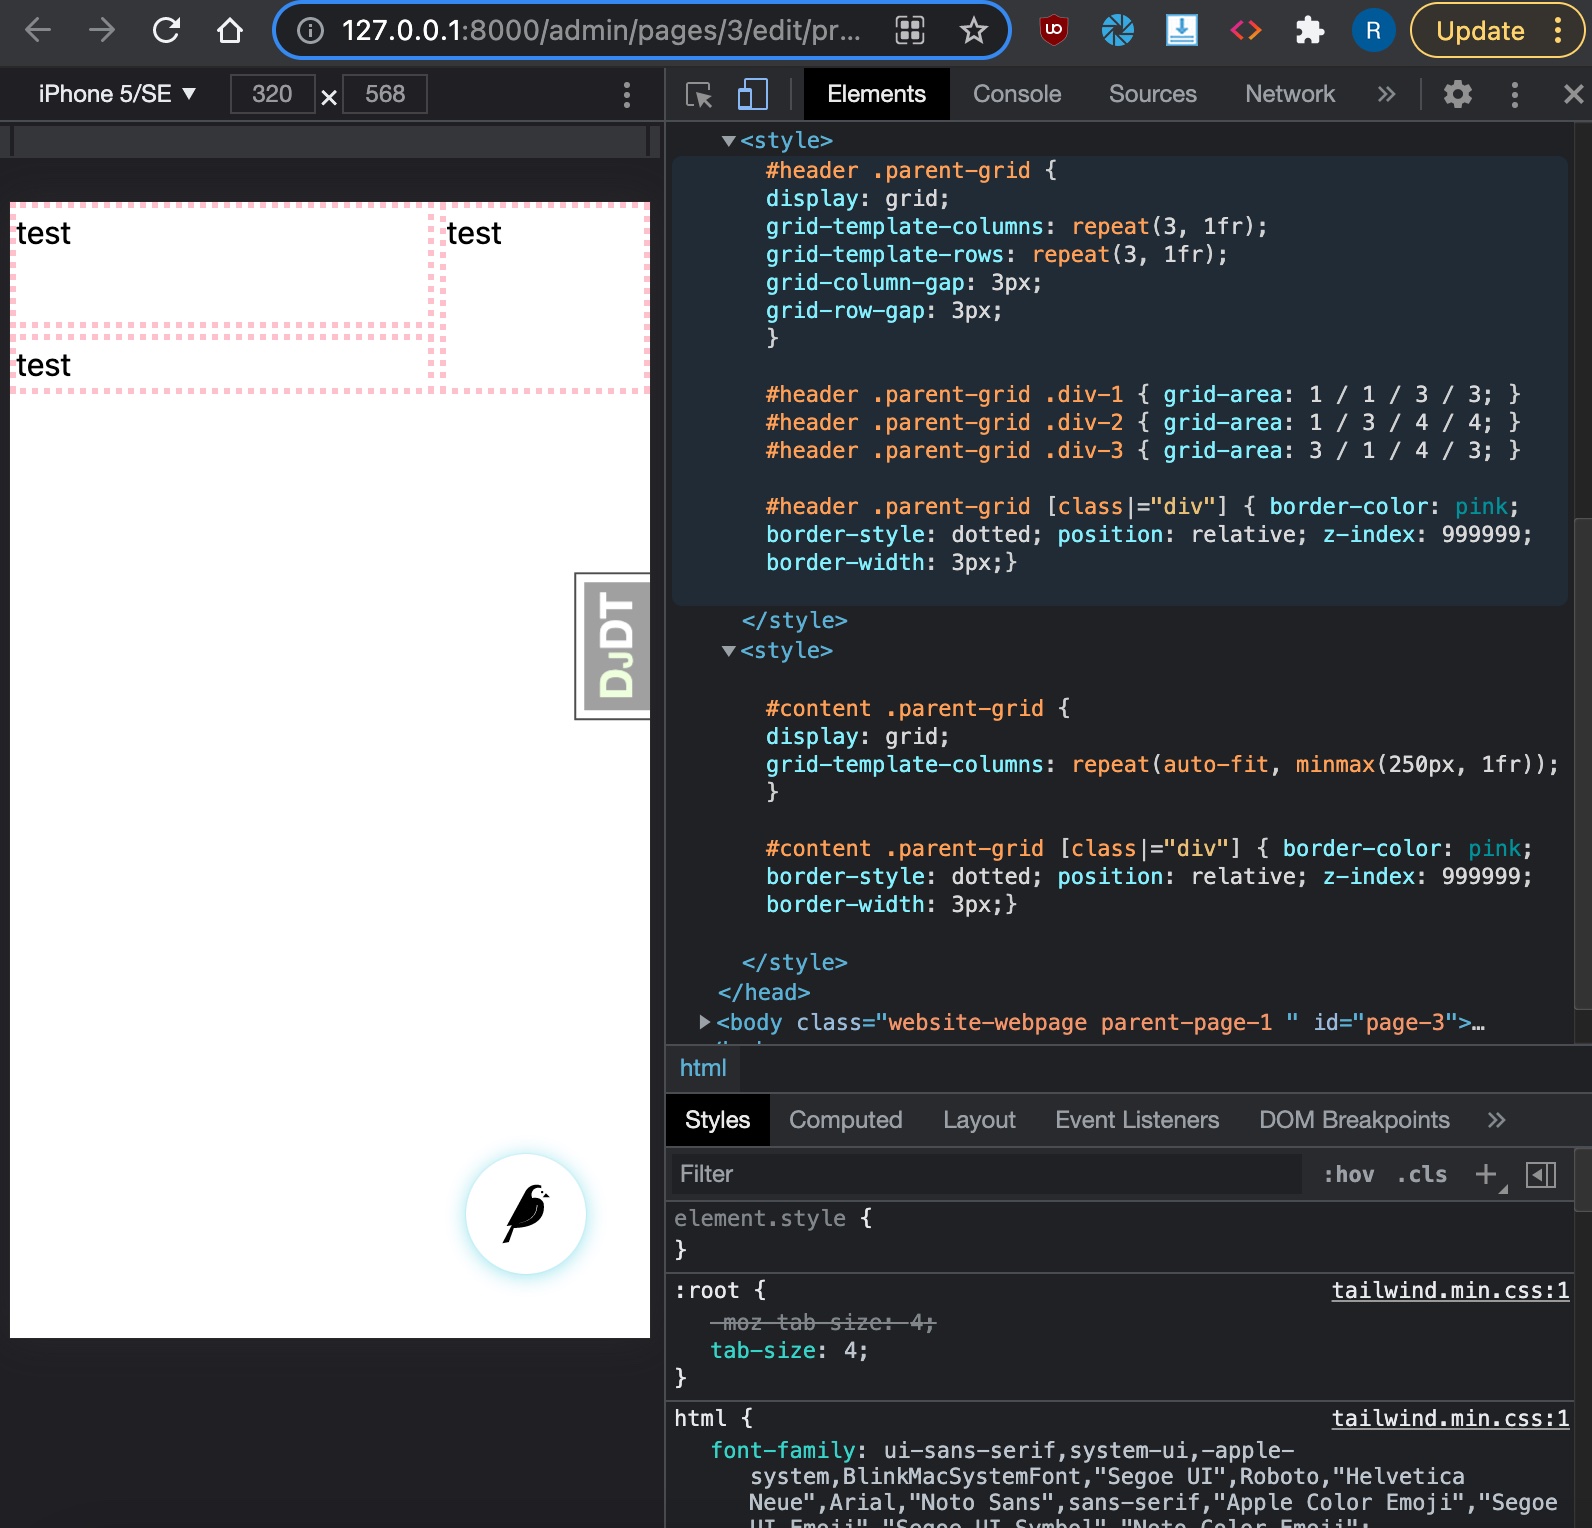 127.0.0.1:8000/admin/pages/3/edit/pr...
R
Update
iPhone 5/SE ▼ 320 × 568
Elements Console Sources Network »
test
test
test
DJDT
▼<style>
#header .parent-grid {
display: grid;
grid-template-columns: repeat(3, 1fr);
grid-template-rows: repeat(3, 1fr);
grid-column-gap: 3px;
grid-row-gap: 3px;
}
#header .parent-grid .div-1 { grid-area: 1 / 1 / 3 / 3; }
#header .parent-grid .div-2 { grid-area: 1 / 3 / 4 / 4; }
#header .parent-grid .div-3 { grid-area: 3 / 1 / 4 / 3; }
#header .parent-grid [class|="div"] { border-color: pink;
border-style: dotted; position: relative; z-index: 999999;
border-width: 3px;}
</style>
▼<style>
#content .parent-grid {
display: grid;
grid-template-columns: repeat(auto-fit, minmax(250px, 1fr));
}
#content .parent-grid [class|="div"] { border-color: pink;
border-style: dotted; position: relative; z-index: 999999;
border-width: 3px;}
</style>
</head>
▶<body class="website-webpage parent-page-1 " id="page-3">…
html
Styles Computed Layout Event Listeners DOM Breakpoints »
Filter :hov .cls +
element.style {
}
:root { tailwind.min.css:1
-moz-tab-size: 4;
tab-size: 4;
}
html { tailwind.min.css:1
font-family: ui-sans-serif,system-ui,-apple-
system,BlinkMacSystemFont,"Segoe UI",Roboto,"Helvetica
Neue",Arial,"Noto Sans",sans-serif,"Apple Color Emoji","Segoe
UI Emoji","Segoe UI Symbol","Noto Color Emoji";